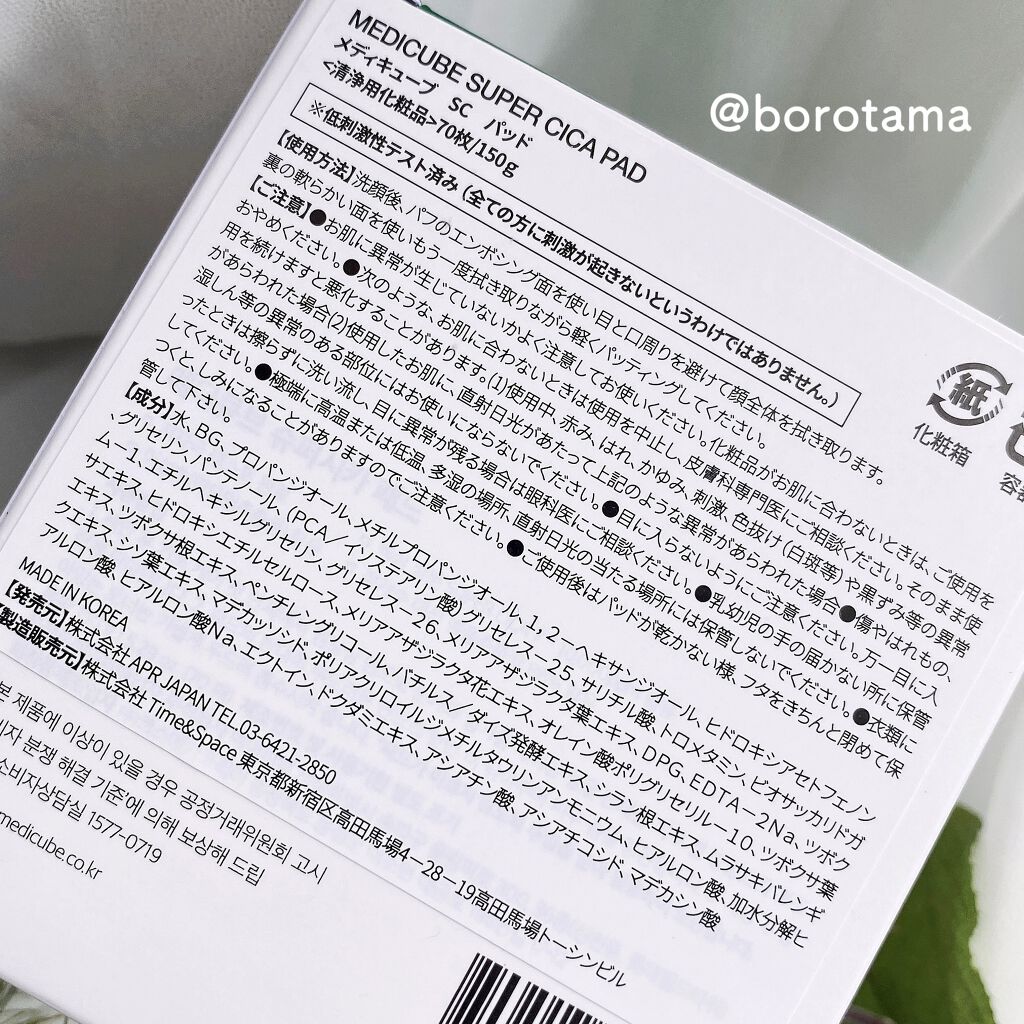 @borotama
MEDICUBE SUPER CICA PAD
メディキューブ SC パッド
<清浄用化粧品>70枚/150g
※低刺激性テスト済み (全ての方に刺激が起きないというわけではありません。)
【使用方法】洗顔後、パフのエンボシング面を使い目と口周りを避けて顔全体を拭き取ります。
裏の軟らかい面を使いもう一度拭き取りながら軽くパッティングしてください。
【ご注意】●お肌に異常が生じていないかよく注意してお使いください。化粧品がお肌に合わないときは、ご使用を
おやめください。●次のような、お肌に合わないときは使用を中止し、皮膚科専門医にご相談ください。そのまま使
用を続けますと悪化することがあります。(1)使用中、赤み、はれ、かゆみ、刺激、色抜け(白斑等)や黒ずみ等の異常
があらわれた場合(2)使用したお肌に、直射日光があたって上記のような異常があらわれた場合●傷やはれもの、
湿しん等の異常のある部位にはお使いにならないでください。●目に入らないようにご注意ください。万一目に入
ったときは擦らずに洗い流し、目に異常が残る場合は眼科医にご相談ください。●乳幼児の手の届かない所に保管
してください。●極端に高温または低温、多湿の場所、直射日光の当たる場所には保管しないでください。●衣類に
つくと、しみになることがありますのでご注意ください。●ご使用後はパッドが乾かない様、フタをきちんと閉めて保
管して下さい。
【成分】水、BG、プロパンジオール、メチルプロパンジオール、1，2－ヘキサンジオール、ヒドロキシアセトフェノン
、グリセリン、パンテノール、(PCA／イソステアリン酸)グリセレス－25、サリチル酸、トロメタミン、ビオサッカリドガ
ム－1、エチルヘキシルグリセリン、グリセレス－26、メリアアザジラクタ葉エキス、DPG、EDTA－2Na、ツボク
サエキス、ヒドロキシエチルセルロース、メリアアザジラクタ花エキス、オレイン酸ポリグリセリル－10、ツボクサ葉
エキス、ツボクサ根エキス、ペンチレングリコール、バチルス／ダイズ発酵エキス、シラン根エキス、ムラサキバレンギ
クエキス、シソ葉エキス、マデカッソシド、ポリアクリロイルジメチルタウリンアンモニウム、ヒアルロン酸、加水分解ヒ
アルロン酸、ヒアルロン酸Na、エクトイン、ドクダミエキス、アシアチン酸、アシアチコシド、マデカシン酸
MADE IN KOREA
【発売元】株式会社 APR JAPAN TEL.03-6421-2850
製造販売元】株式会社 Time&Space 東京都新宿区高田馬場4－28－19高田馬場トーシンビル
본 제품에 이상이 있을 경우 공정거래위원회 고시
비자 분쟁 해결 기준에 의해 보상해 드립
소비자상담실 1577-0719
medicube.co.kr
紙
化粧箱
容器